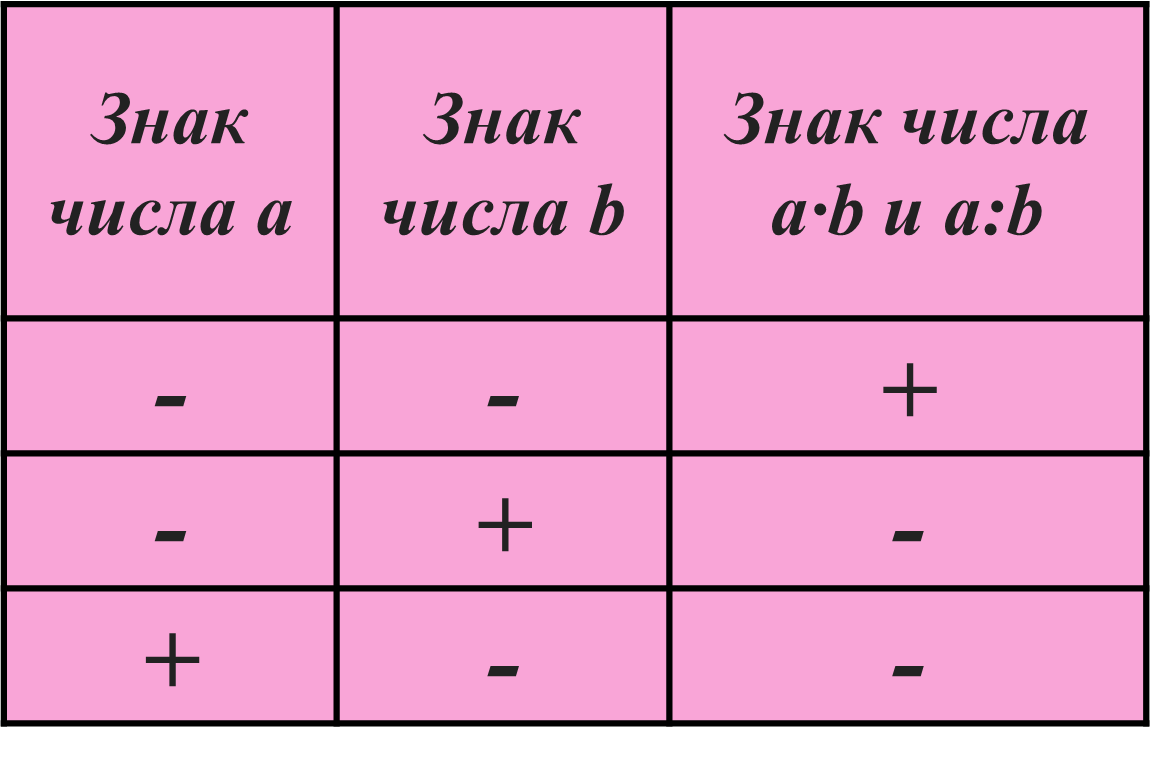 Знак
числа a
Знак
числа b
Знак числа
a·b и a:b
- - +
- + -
+ - -